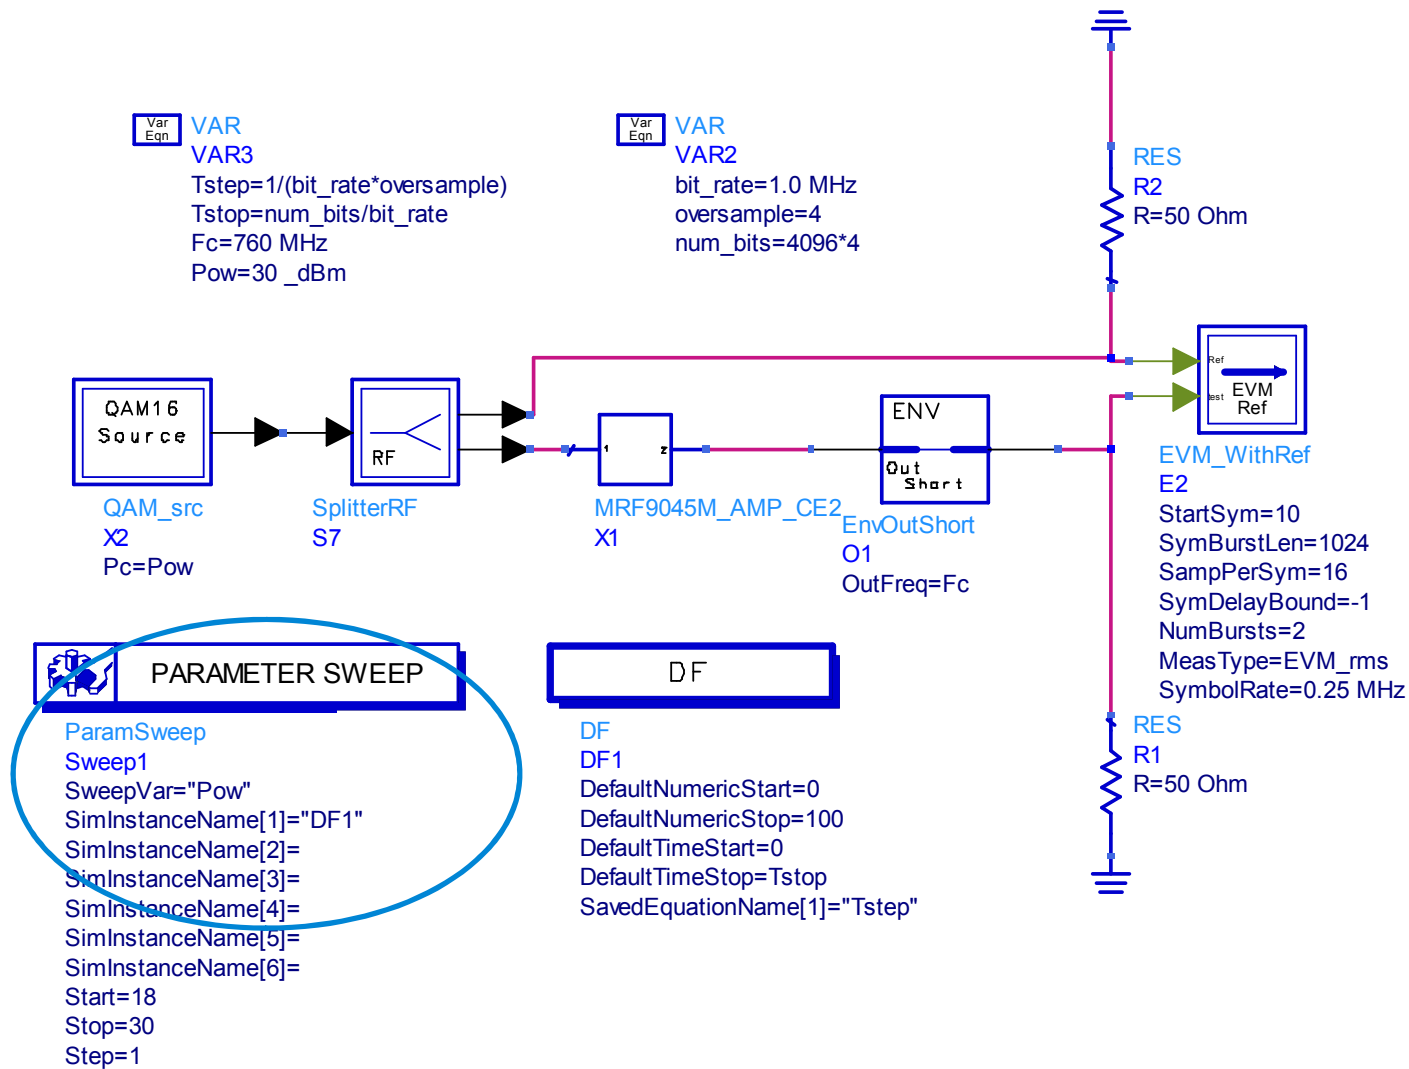 Var
Eqn
VAR
VAR3
Tstep=1/(bit_rate*oversample)
Tstop=num_bits/bit_rate
Fc=760 MHz
Pow=30 _dBm
Var
Eqn
VAR
VAR2
bit_rate=1.0 MHz
oversample=4
num_bits=4096*4
RES
R2
R=50 Ohm
QAM16
Source
QAM_src
X2
Pc=Pow
RF
SplitterRF
S7
1
2
MRF9045M_AMP_CE2
X1
ENV
Out
Short
EnvOutShort
O1
OutFreq=Fc
Ref
test
EVM
Ref
EVM_WithRef
E2
StartSym=10
SymBurstLen=1024
SampPerSym=16
SymDelayBound=-1
NumBursts=2
MeasType=EVM_rms
SymbolRate=0.25 MHz
RES
R1
R=50 Ohm
PARAMETER SWEEP
ParamSweep
Sweep1
SweepVar="Pow"
SimInstanceName[1]="DF1"
SimInstanceName[2]=
SimInstanceName[3]=
SimInstanceName[4]=
SimInstanceName[5]=
SimInstanceName[6]=
Start=18
Stop=30
Step=1
DF
DF
DF1
DefaultNumericStart=0
DefaultNumericStop=100
DefaultTimeStart=0
DefaultTimeStop=Tstop
SavedEquationName[1]="Tstep"